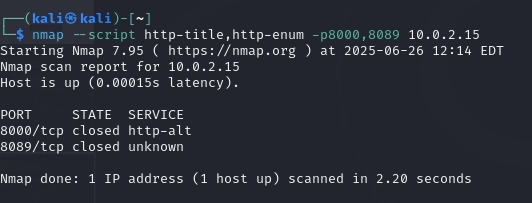 ┌──(kali㉿kali)-[~]
└─$ nmap --script http-title,http-enum -p8000,8089 10.0.2.15
Starting Nmap 7.95 ( https://nmap.org ) at 2025-06-26 12:14 EDT
Nmap scan report for 10.0.2.15
Host is up (0.00015s latency).
PORT     STATE  SERVICE
8000/tcp closed http-alt
8089/tcp closed unknown
Nmap done: 1 IP address (1 host up) scanned in 2.20 seconds